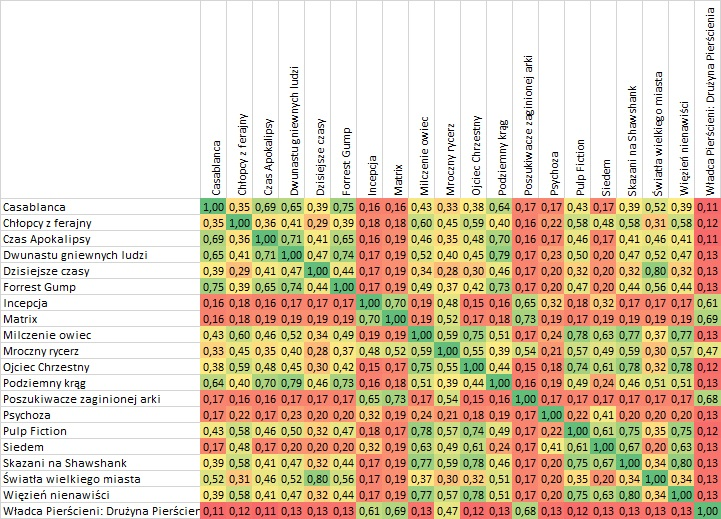 Casablanca
Chłopcy z ferajny
Czas Apokalipsy
Dwunastu gniewnych ludzi
Dzisiejsze czasy
Forrest Gump
Incepcja
Matrix
Milczenie owiec
Mroczny rycerz
Ojciec Chrzestny
Podziemny krąg
Poszukiwacze zaginionej arki
Psychoza
Pulp Fiction
Siedem
Skazani na Shawshank
Światła wielkiego miasta
Więzień nienawiści
Władca Pierścieni: Drużyna Pierścienia
Casablanca 1,00 0,35 0,69 0,65 0,39 0,75 0,16 0,16 0,43 0,33 0,38 0,64 0,17 0,17 0,43 0,17 0,39 0,52 0,39 0,11
Chłopcy z ferajny 0,35 1,00 0,36 0,41 0,29 0,39 0,18 0,18 0,60 0,45 0,59 0,40 0,16 0,22 0,58 0,48 0,58 0,31 0,58 0,12
Czas Apokalipsy 0,69 0,36 1,00 0,71 0,41 0,65 0,16 0,19 0,46 0,35 0,48 0,70 0,16 0,17 0,46 0,17 0,41 0,46 0,41 0,11
Dwunastu gniewnych ludzi 0,65 0,41 0,71 1,00 0,47 0,74 0,17 0,19 0,52 0,40 0,45 0,79 0,17 0,23 0,50 0,20 0,47 0,52 0,47 0,13
Dzisiejsze czasy 0,39 0,29 0,41 0,47 1,00 0,44 0,17 0,19 0,34 0,28 0,30 0,46 0,17 0,20 0,32 0,20 0,32 0,80 0,32 0,13
Forrest Gump 0,75 0,39 0,65 0,74 0,44 1,00 0,17 0,19 0,49 0,37 0,42 0,73 0,17 0,20 0,47 0,20 0,44 0,56 0,44 0,13
Incepcja 0,16 0,18 0,16 0,17 0,17 0,17 1,00 0,70 0,19 0,48 0,15 0,16 0,65 0,32 0,18 0,32 0,17 0,17 0,17 0,61
Matrix 0,16 0,18 0,19 0,19 0,19 0,19 0,70 1,00 0,19 0,52 0,17 0,18 0,73 0,19 0,17 0,19 0,19 0,19 0,19 0,69
Milczenie owiec 0,43 0,60 0,46 0,52 0,34 0,49 0,19 0,19 1,00 0,59 0,75 0,51 0,17 0,24 0,78 0,63 0,77 0,37 0,77 0,13
Mroczny rycerz 0,33 0,45 0,35 0,40 0,28 0,37 0,48 0,52 0,59 1,00 0,55 0,39 0,54 0,21 0,57 0,49 0,59 0,30 0,57 0,47
Ojciec Chrzestny 0,38 0,59 0,48 0,45 0,30 0,42 0,15 0,17 0,75 0,55 1,00 0,44 0,15 0,18 0,74 0,61 0,78 0,32 0,78 0,12
Podziemny krąg 0,64 0,40 0,70 0,79 0,46 0,73 0,16 0,18 0,51 0,39 0,44 1,00 0,16 0,19 0,49 0,24 0,46 0,51 0,51 0,13
Poszukiwacze zaginionej arki 0,17 0,16 0,16 0,17 0,17 0,17 0,65 0,73 0,17 0,54 0,15 0,16 1,00 0,17 0,17 0,17 0,17 0,17 0,17 0,68
Psychoza 0,17 0,22 0,17 0,23 0,20 0,20 0,32 0,19 0,24 0,21 0,18 0,19 0,17 1,00 0,22 0,41 0,20 0,20 0,20 0,13
Pulp Fiction 0,43 0,58 0,46 0,50 0,32 0,47 0,18 0,17 0,78 0,57 0,74 0,49 0,17 0,22 1,00 0,61 0,75 0,35 0,75 0,12
Siedem 0,17 0,48 0,17 0,20 0,20 0,20 0,32 0,19 0,63 0,49 0,61 0,24 0,17 0,41 0,61 1,00 0,67 0,20 0,63 0,13
Skazani na Shawshank 0,39 0,58 0,41 0,47 0,32 0,44 0,17 0,19 0,77 0,59 0,78 0,46 0,17 0,20 0,75 0,67 1,00 0,34 0,80 0,13
Światła wielkiego miasta 0,52 0,31 0,46 0,52 0,80 0,56 0,17 0,19 0,37 0,30 0,32 0,51 0,17 0,20 0,35 0,20 0,34 1,00 0,34 0,13
Więzień nienawiści 0,39 0,58 0,41 0,47 0,32 0,44 0,17 0,19 0,77 0,57 0,78 0,51 0,17 0,20 0,75 0,63 0,80 0,34 1,00 0,13
Władca Pierścieni: Drużyna Pierścier 0,11 0,12 0,11 0,13 0,13 0,13 0,61 0,69 0,13 0,47 0,12 0,13 0,68 0,13 0,12 0,13 0,13 0,13 0,13 1,00